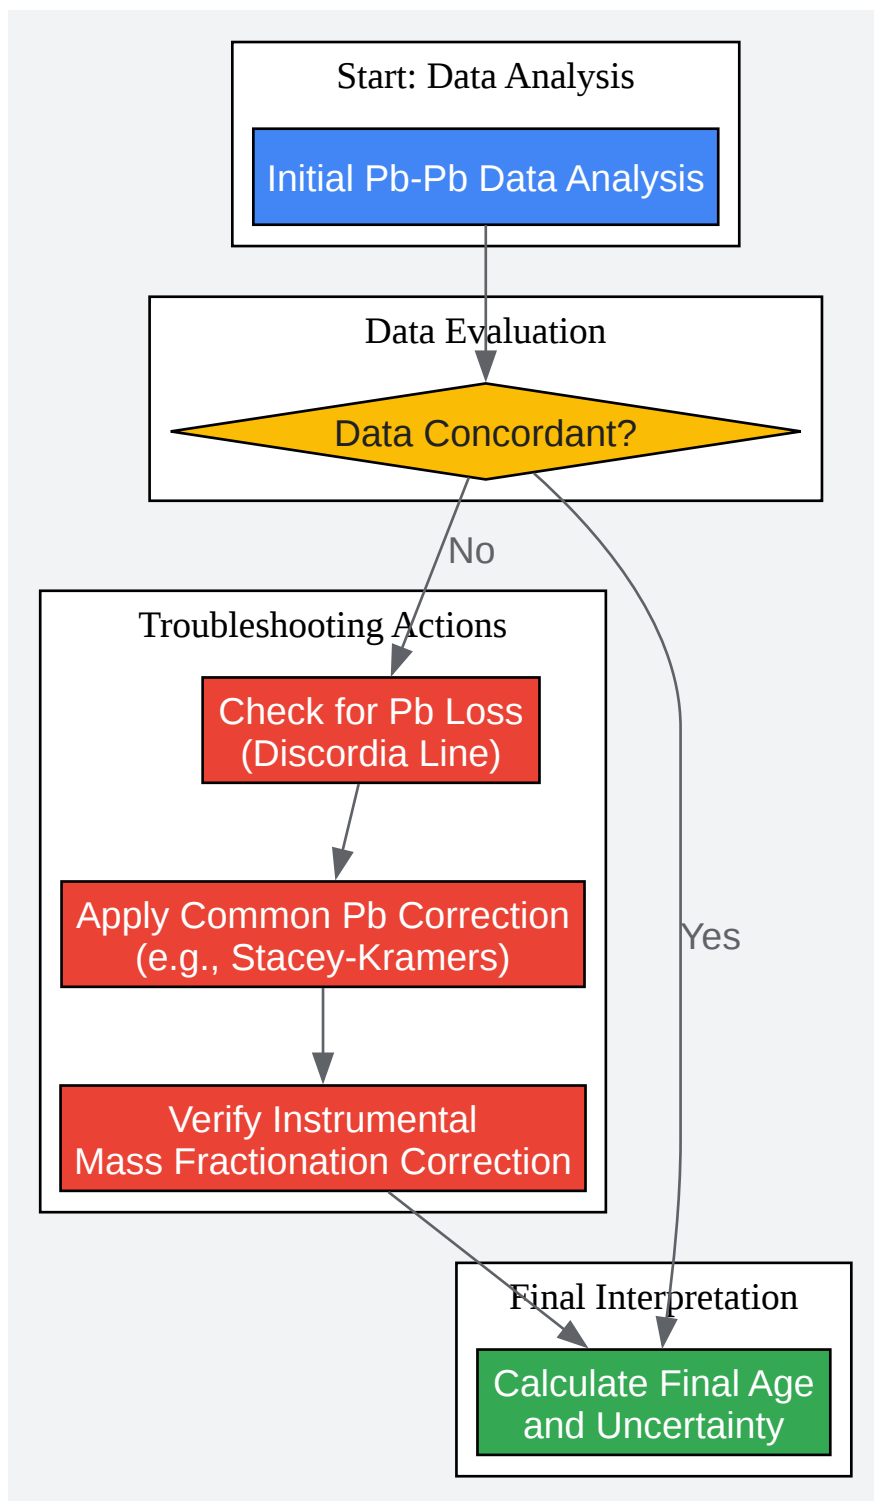 Start: Data Analysis
Initial Pb-Pb Data Analysis
Data Evaluation
Data Concordant?
No
Troubleshooting Actions
Check for Pb Loss
(Discordia Line)
Apply Common Pb Correction
(e.g., Stacey-Kramers)
Yes
Verify Instrumental
Mass Fractionation Correction
Final Interpretation
Calculate Final Age
and Uncertainty